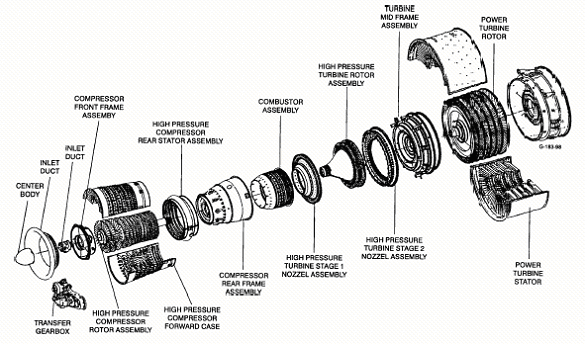 TURBINE
MID FRAME
ASSEMBLY
POWER
TURBINE
ROTOR
HIGH PRESSURE
TURBINE ROTOR
ASSEMBLY
COMBUSTOR
ASSEMBLY
COMPRESSOR
FRONT FRAME
ASSEMBY
HIGH PRESSURE
COMPRESSOR
REAR STATOR ASSEMBLY
INLET
DUCT
INLET
DUCT
CENTER
BODY
G-193-98
HIGH PRESSURE
TURBINE STAGE 2
NOZZEL ASSEMBLY
HIGH PRESSURE
TURBINE STAGE 1
NOZZEL ASSEMBLY
POWER
TURBINE
STATOR
COMPRESSOR
REAR FRAME
ASSEMBLY
HIGH PRESSURE
COMPRESSOR
FORWARD CASE
HIGH PRESSURE
COMPRESSOR
ROTOR ASSEMBLY
TRANSFER
GEARBOX